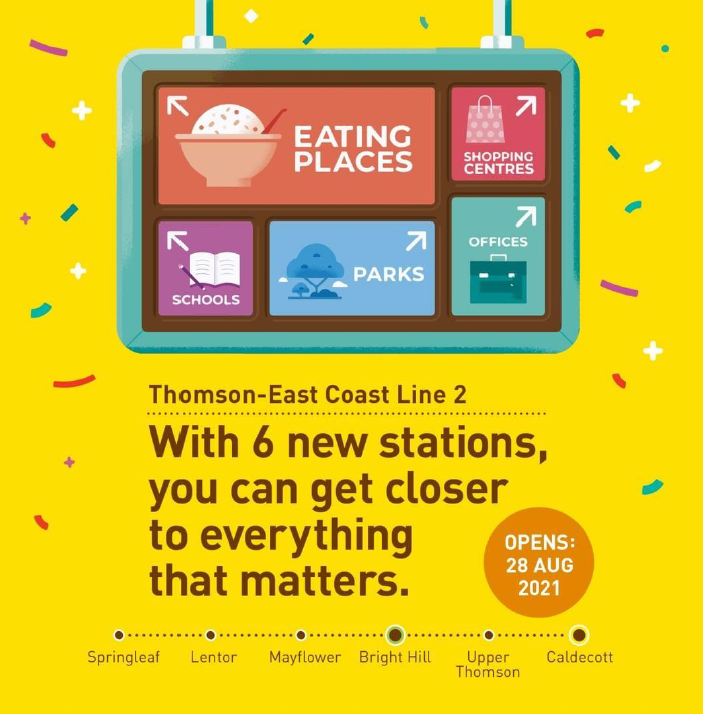 EATING
PLACES
SHOPPING
CENTRES
SCHOOLS
PARKS
OFFICES
Thomson-East Coast Line 2
With 6 new stations,
you can get closer
to everything
that matters.
OPENS:
28 AUG
2021
Springleaf
Lentor
Mayflower
Bright Hill
Upper
Thomson
Caldecott